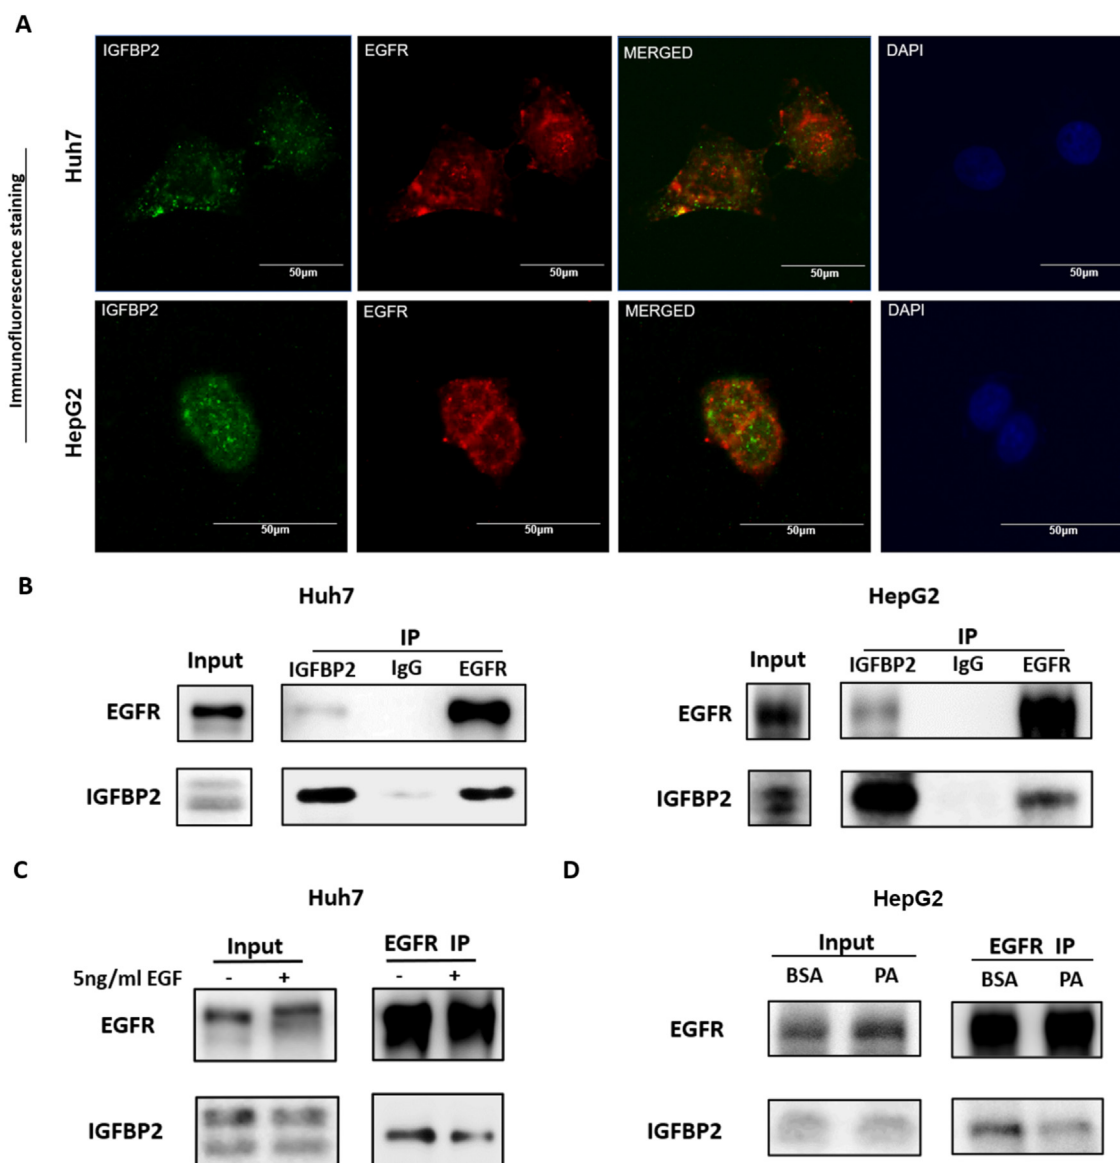 A
Immunofluorescence staining
Huh7
IGFBP2
EGFR
MERGED
DAPI
50μm
50μm
50μm
50μm
HepG2
IGFBP2
EGFR
MERGED
DAPI
50μm
50μm
50μm
50μm
B
Huh7
Input
IP
IGFBP2 IgG EGFR
EGFR
IGFBP2
HepG2
Input
IP
IGFBP2 IgG EGFR
EGFR
IGFBP2
C
Huh7
Input EGFR IP
5ng/ml EGF - + - +
EGFR
IGFBP2
D
HepG2
Input EGFR IP
BSA PA BSA PA
EGFR
IGFBP2